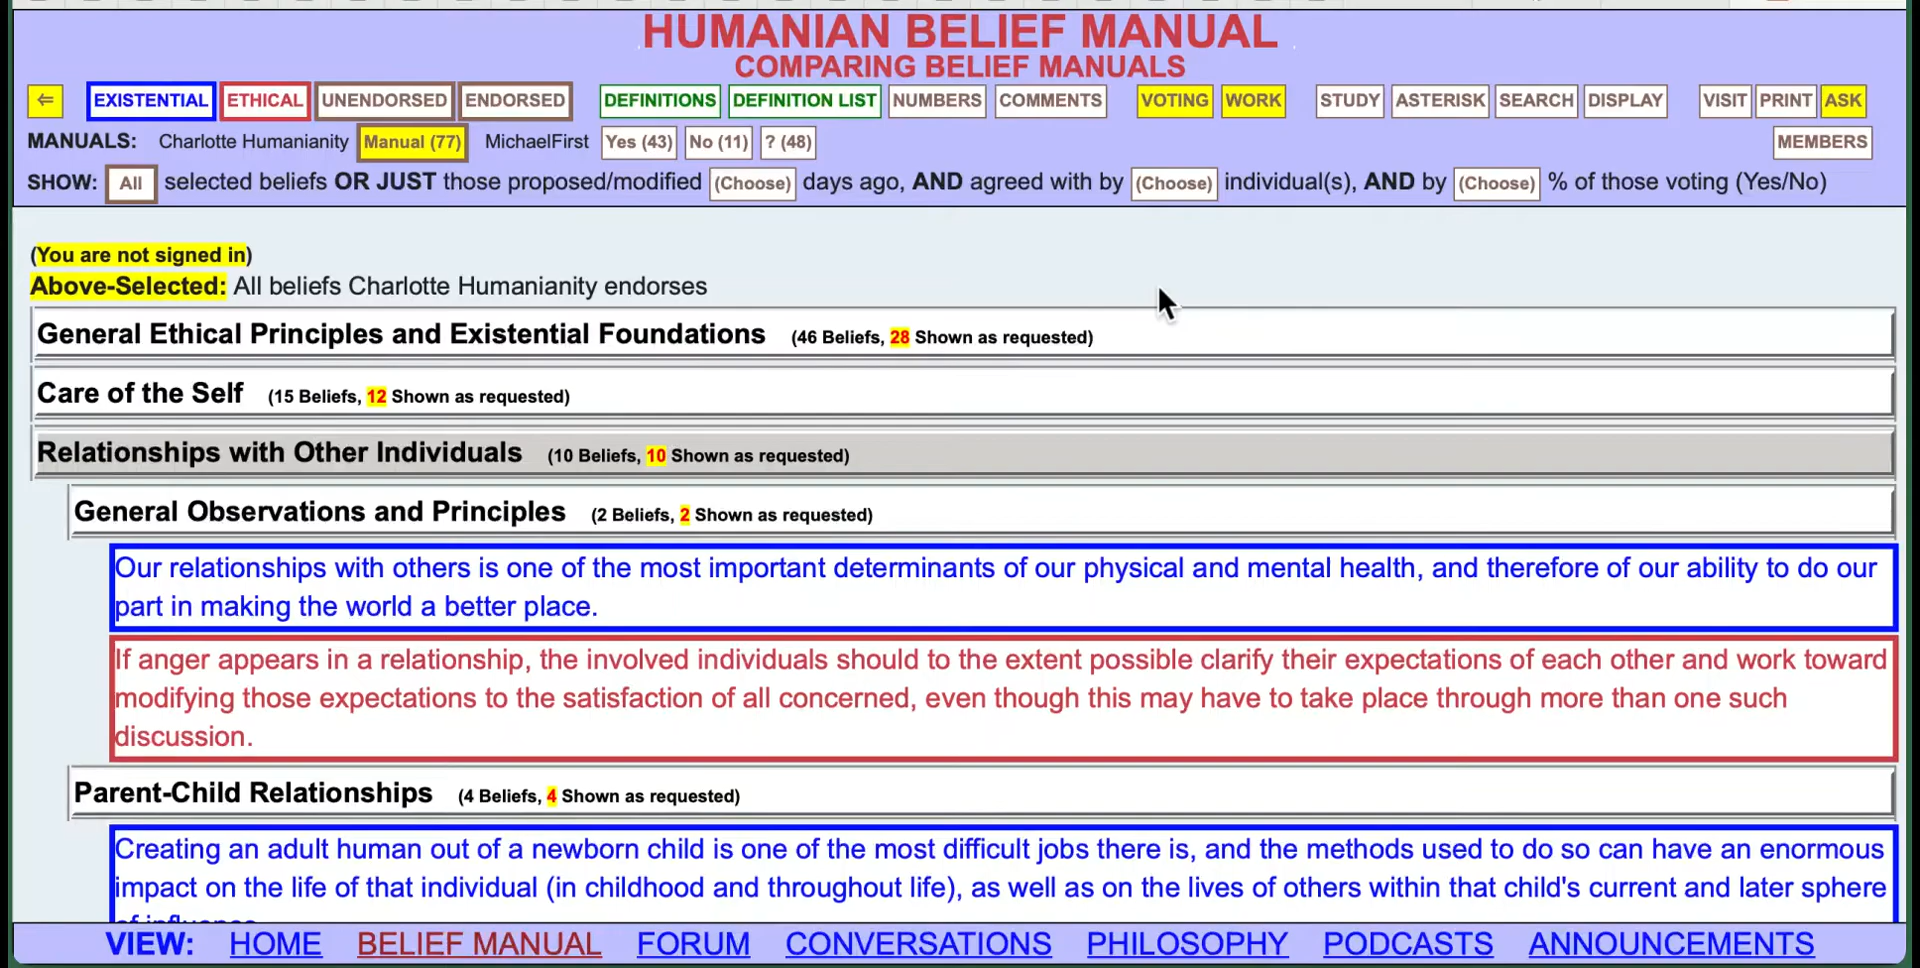 HUMANIAN BELIEF MANUAL
COMPARING BELIEF MANUALS
⇐ EXISTENTIAL ETHICAL UNENDORSED ENDORSED DEFINITIONS DEFINITION LIST NUMBERS COMMENTS VOTING WORK STUDY ASTERISK SEARCH DISPLAY VISIT PRINT ASK
MANUALS: Charlotte Humanianity Manual (77) MichaelFirst Yes (43) No (11) ? (48) MEMBERS
SHOW: All selected beliefs OR JUST those proposed/modified (Choose) days ago, AND agreed with by (Choose) individual(s), AND by (Choose) % of those voting (Yes/No)
(You are not signed in)
Above-Selected: All beliefs Charlotte Humanianity endorses
General Ethical Principles and Existential Foundations (46 Beliefs, 28 Shown as requested)
Care of the Self (15 Beliefs, 12 Shown as requested)
Relationships with Other Individuals (10 Beliefs, 10 Shown as requested)
General Observations and Principles (2 Beliefs, 2 Shown as requested)
Our relationships with others is one of the most important determinants of our physical and mental health, and therefore of our ability to do our
part in making the world a better place.
If anger appears in a relationship, the involved individuals should to the extent possible clarify their expectations of each other and work toward
modifying those expectations to the satisfaction of all concerned, even though this may have to take place through more than one such
discussion.
Parent-Child Relationships (4 Beliefs, 4 Shown as requested)
Creating an adult human out of a newborn child is one of the most difficult jobs there is, and the methods used to do so can have an enormous
impact on the life of that individual (in childhood and throughout life), as well as on the lives of others within that child's current and later sphere
of influence.
VIEW: HOME BELIEF MANUAL FORUM CONVERSATIONS PHILOSOPHY PODCASTS ANNOUNCEMENTS